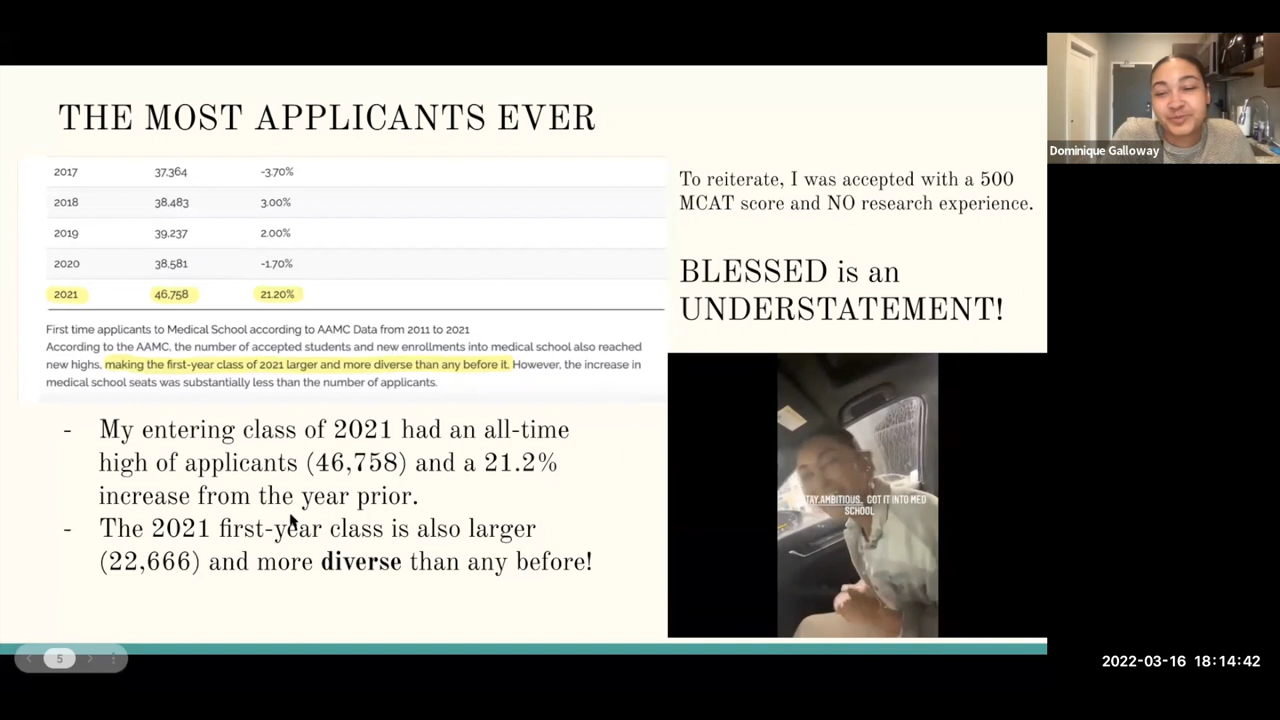 THE MOST APPLICANTS EVER
2017 37,364 -3.70%
2018 38,483 3.00%
2019 39,237 2.00%
2020 38,581 -1.70%
2021 46,758 21.20%
First time applicants to Medical School according to AAMC Data from 2011 to 2021
According to the AAMC, the number of accepted students and new enrollments into medical school also reached
new highs, making the first-year class of 2021 larger and more diverse than any before it. However, the increase in
medical school seats was substantially less than the number of applicants.
- My entering class of 2021 had an all-time
high of applicants (46,758) and a 21.2%
increase from the year prior.
- The 2021 first-year class is also larger
(22,666) and more diverse than any before!
To reiterate, I was accepted with a 500
MCAT score and NO research experience.
BLESSED is an
UNDERSTATEMENT!
AMBITIOUS. GOT IT INTO MED
SCHOOL
Dominique Galloway
5
2022-03-16 18:14:42